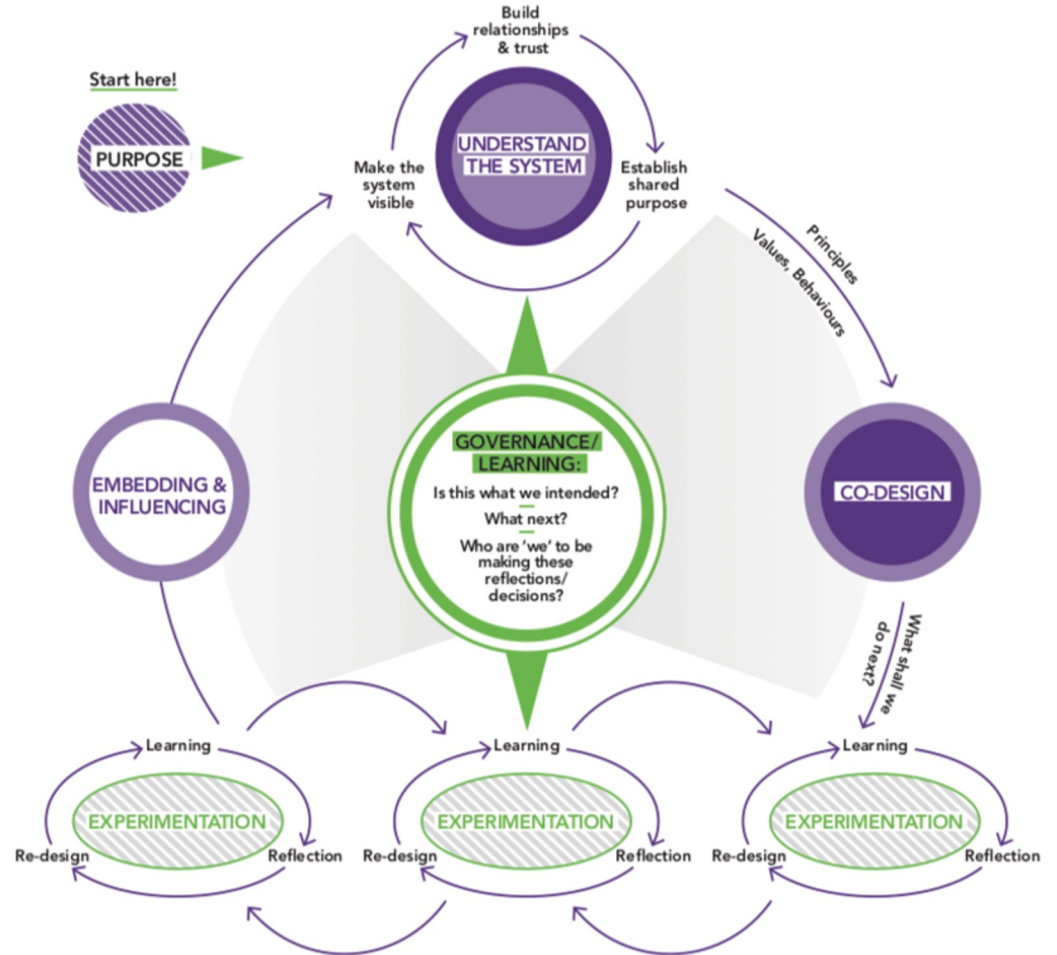 Start here!
PURPOSE
Build
relationships
& trust
UNDERSTAND
THE SYSTEM
Make the
system
visible
Establish
shared
purpose
Principles
Values, Behaviours
GOVERNANCE/
LEARNING:
Is this what we intended?
What next?
Who are ‘we’ to be
making these
reflections/
decisions?
EMBEDDING &
INFLUENCING
CO-DESIGN
What shall we
do next?
Learning
EXPERIMENTATION
Re-design
Reflection
Learning
EXPERIMENTATION
Re-design
Reflection
Learning
EXPERIMENTATION
Re-design
Reflection